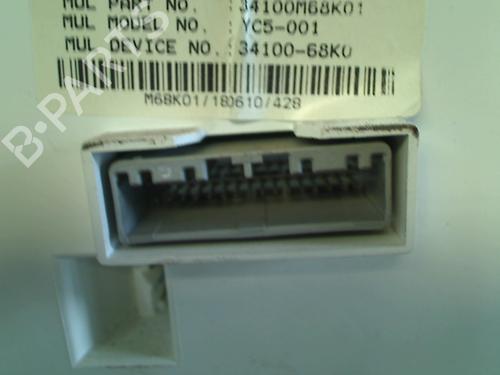 MUL PART NO. : 34100M68K01
MUL MODEL NO. : YC5-001
MUL DEVICE NO. : 34100-68K0
M68K01/180610/428
B-PARTS